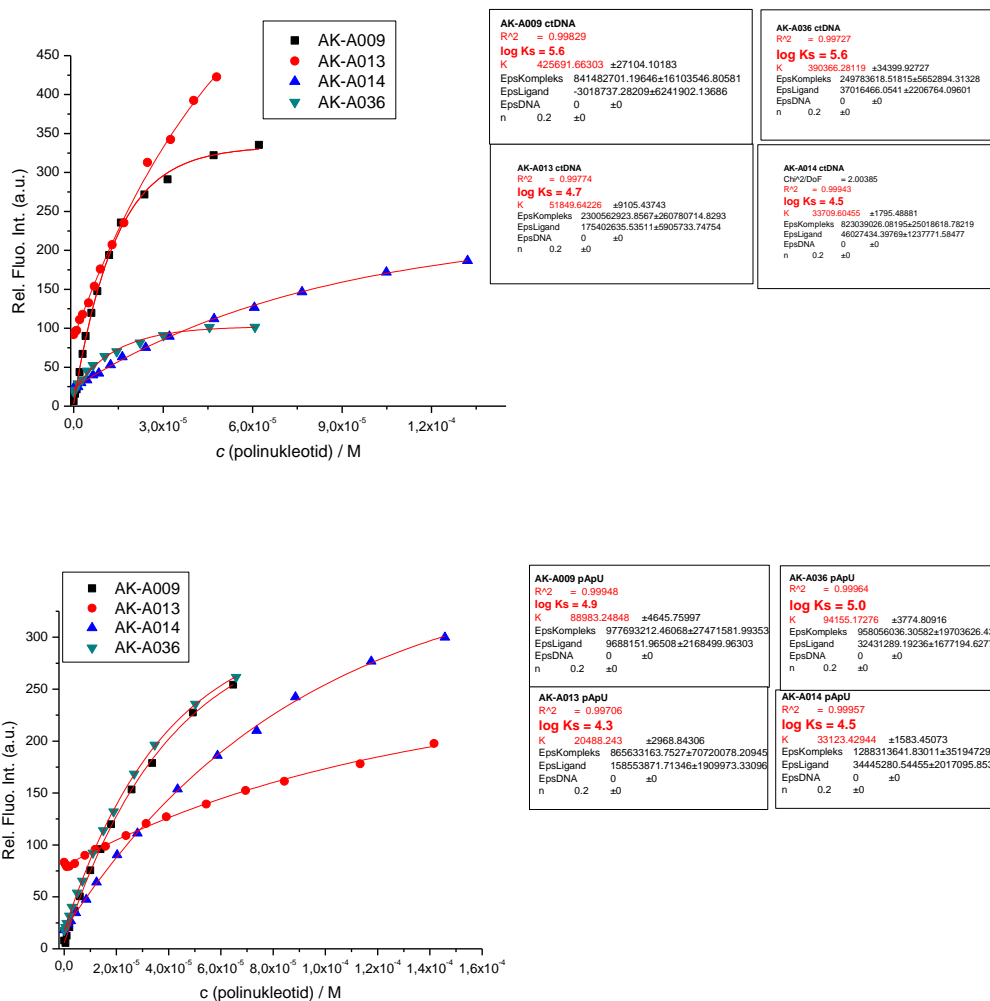 450
400
350
300
250
200
150
100
50
0
Rel. Fluo. Int. (a.u.)
AK-A009
AK-A013
AK-A014
AK-A036
0,0
3,0x10-5
6,0x10-5
9,0x10-5
1,2x10-4
c (polinukleotid) / M
AK-A009 ctDNA
R^2 = 0.99829
log Ks = 5.6
K 425691.66303 ±27104.10183
EpsKompleks 841482701.19646±16103546.80581
EpsLigand -3018737.28209±6241902.13686
EpsDNA 0 ±0
n 0.2 ±0
AK-A036 ctDNA
R^2 = 0.99727
log Ks = 5.6
K 390366.28119 ±34399.92727
EpsKompleks 249783618.51815±5652894.31328
EpsLigand 37016466.0541 ±2206764.09601
EpsDNA 0 ±0
n 0.2 ±0
AK-A013 ctDNA
R^2 = 0.99774
log Ks = 4.7
K 51849.64226 ±9105.43743
EpsKompleks 2300562923.8567±260780714.8293
EpsLigand 175402635.53511±5905733.74754
EpsDNA 0 ±0
n 0.2 ±0
AK-A014 ctDNA
Chi^2/DoF = 2.00385
R^2 = 0.99943
log Ks = 4.5
K 33709.60455 ±1795.48881
EpsKompleks 823039026.08195±25018618.78219
EpsLigand 46027434.39769±1237771.58477
EpsDNA 0 ±0
n 0.2 ±0
300
250
200
150
100
50
0
Rel. Fluo. Int. (a.u.)
AK-A009
AK-A013
AK-A014
AK-A036
0,0
2,0x10-5
4,0x10-5
6,0x10-5
8,0x10-5
1,0x10-4
1,2x10-4
1,4x10-4
1,6x10-4
c (polinukleotid) / M
AK-A009 pApU
R^2 = 0.99948
log Ks = 4.9
K 88983.24848 ±4645.75997
EpsKompleks 977693212.46068±27471581.99353
EpsLigand 9688151.96508±2168499.96303
EpsDNA 0 ±0
n 0.2 ±0
AK-A036 pApU
R^2 = 0.99964
log Ks = 5.0
K 94155.17276 ±3774.80916
EpsKompleks 958056036.30582±19703626.43
EpsLigand 32431289.19236±1677194.6277
EpsDNA 0 ±0
n 0.2 ±0
AK-A013 pApU
R^2 = 0.99706
log Ks = 4.3
K 20488.243 ±2968.84306
EpsKompleks 865633163.7527±70720078.20945
EpsLigand 158553871.71346±1909973.33096
EpsDNA 0 ±0
n 0.2 ±0
AK-A014 pApU
R^2 = 0.99957
log Ks = 4.5
K 33123.42944 ±1583.45073
EpsKompleks 1288313641.83011±35194729
EpsLigand 34445280.54455±2017095.853
EpsDNA 0 ±0
n 0.2 ±0